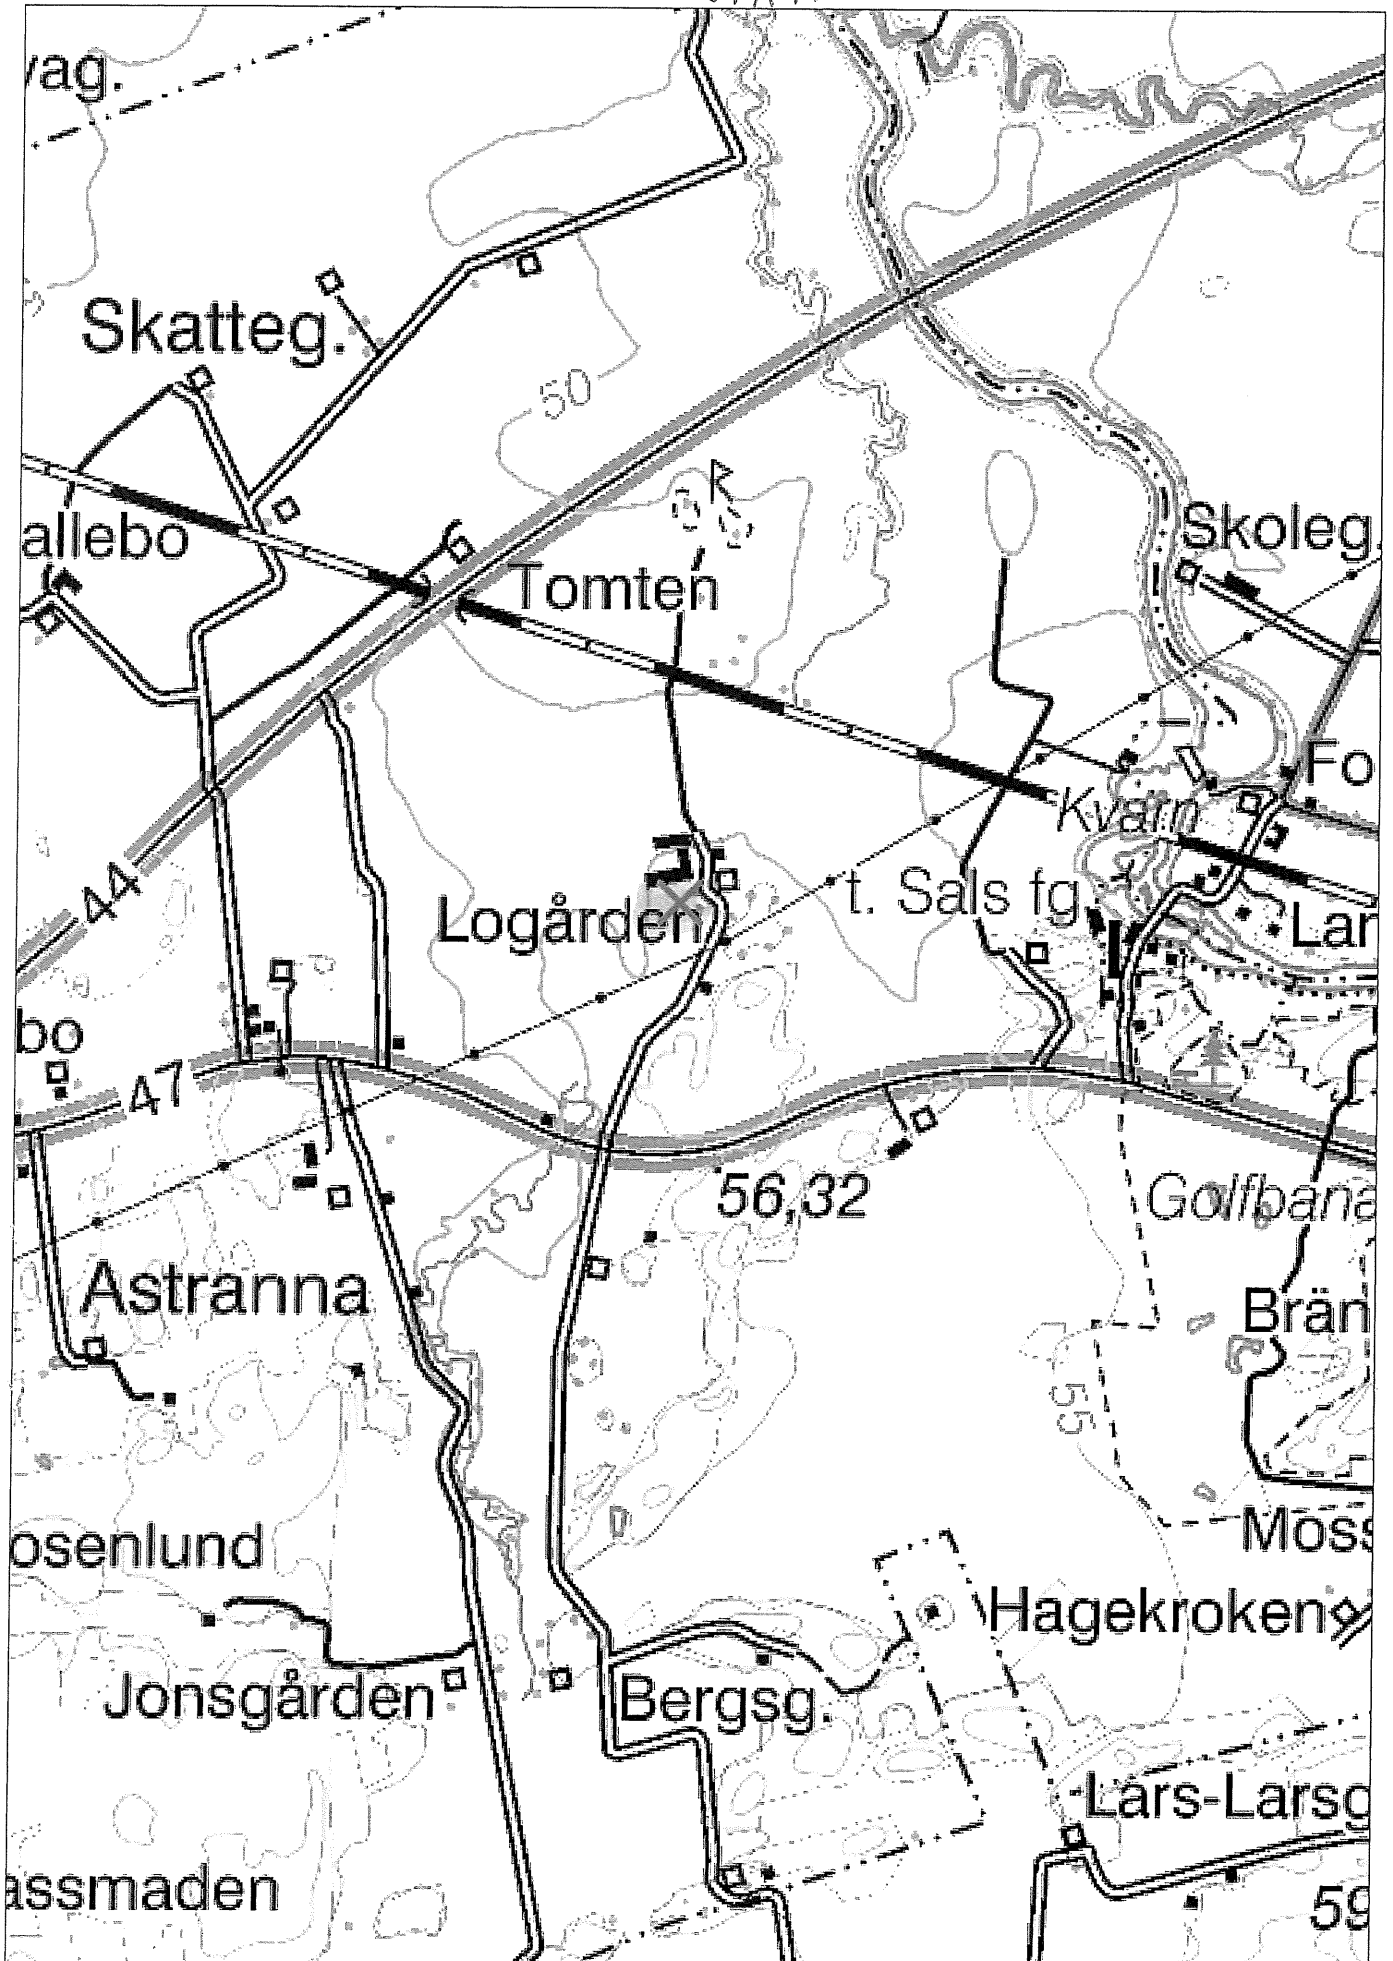 vag.
Skatteg.
50
R
allebo
Tomten
Skoleg.
Fo
Kvarn
44
Logården
t. Sals fg.
Lar
bo
47
56,32
Golfbana
Astranna
Brän
55
osenlund
Moss
Hagekroken
Jonsgården
Bergsg.
Lars-Larsg
assmaden
59